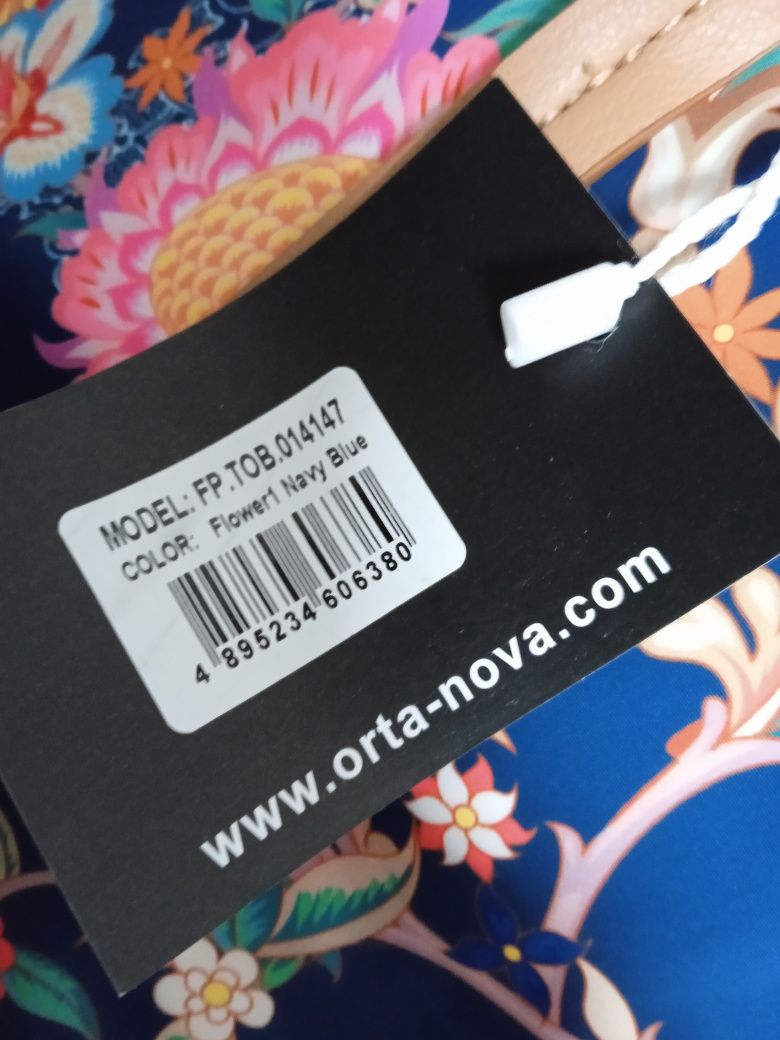 MODEL: FP.TOB.014147
COLOR: Flower1 Navy Blue
4 895234 606380
www.orta-nova.com